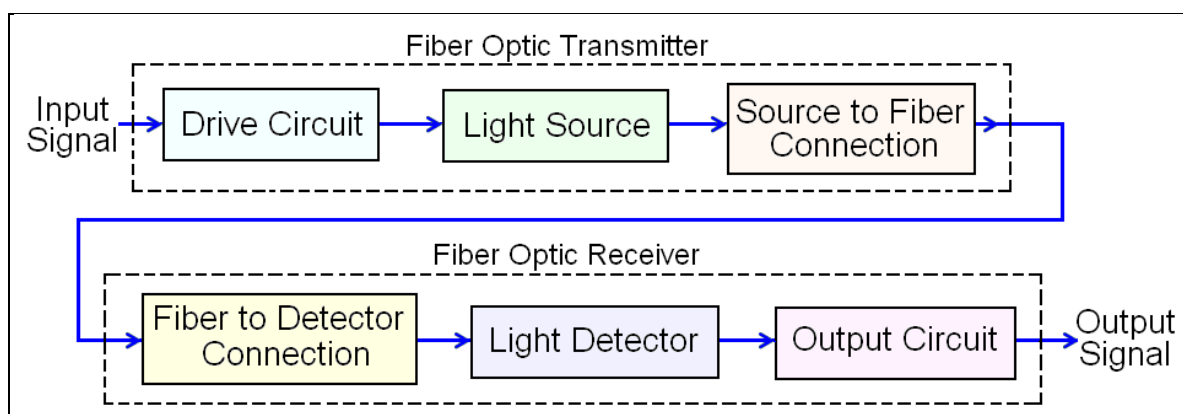 Fiber Optic Transmitter
Input
Signal
Drive Circuit
Light Source
Source to Fiber
Connection
Fiber Optic Receiver
Fiber to Detector
Connection
Light Detector
Output Circuit
Output
Signal